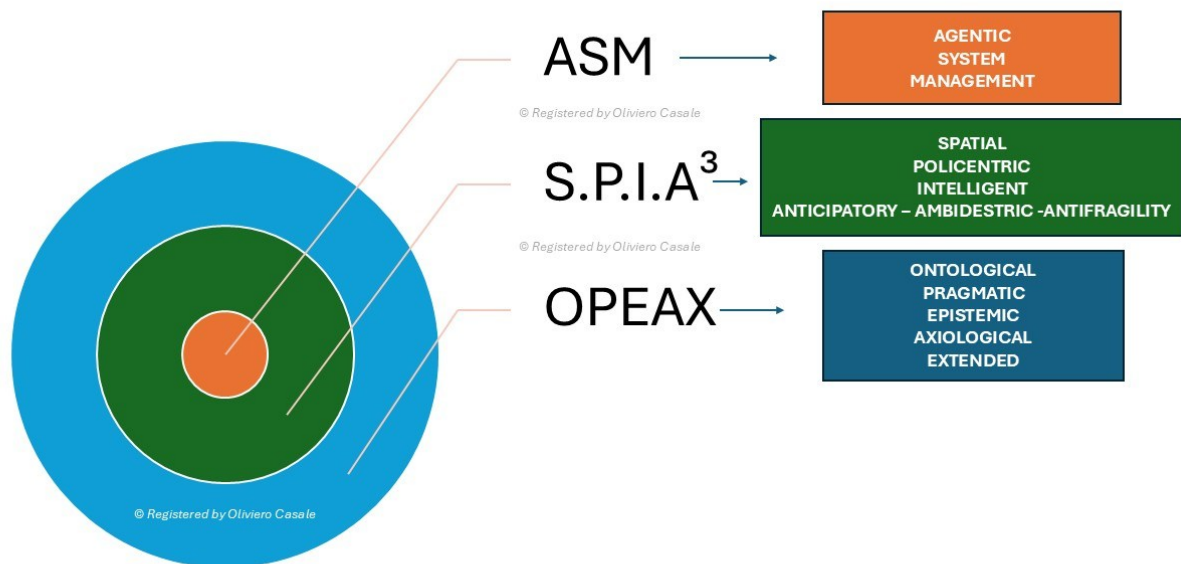 ASM
AGENTIC
SYSTEM
MANAGEMENT
© Registered by Oliviero Casale
S.P.I.A³
SPATIAL
POLICENTRIC
INTELLIGENT
ANTICIPATORY – AMBIDESTRIC -ANTIFRAGILITY
© Registered by Oliviero Casale
OPEAX
ONTOLOGICAL
PRAGMATIC
EPISTEMIC
AXIOLOGICAL
EXTENDED
© Registered by Oliviero Casale